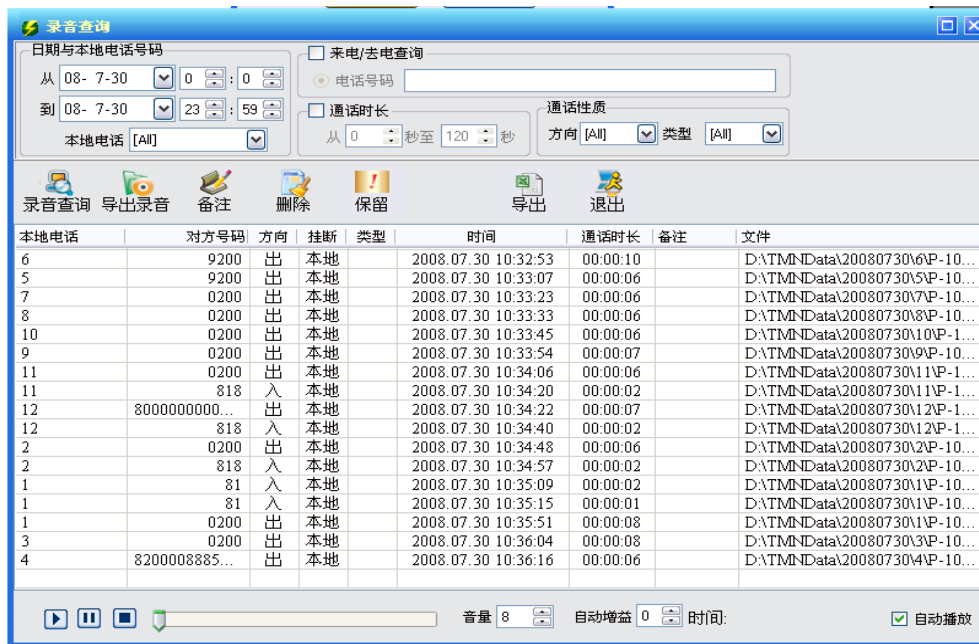 录音查询
日期与本地电话号码
从 08- 7-30 0 : 0
到 08- 7-30 23 : 59
本地电话 [All]
来电/去电查询
电话号码
通话时长
从 0 秒至 120 秒
通话性质
方向 [All] 类型 [All]
录音查询 导出录音 备注 删除 保留 导出 退出
本地电话 对方号码 方向 挂断 类型 时间 通话时长 备注 文件
6 9200 出 本地 2008.07.30 10:32:53 00:00:10 D:\TMNData\20080730\6\P-10...
5 9200 出 本地 2008.07.30 10:33:07 00:00:06 D:\TMNData\20080730\5\P-10...
7 0200 出 本地 2008.07.30 10:33:23 00:00:06 D:\TMNData\20080730\7\P-10...
8 0200 出 本地 2008.07.30 10:33:33 00:00:06 D:\TMNData\20080730\8\P-10...
10 0200 出 本地 2008.07.30 10:33:45 00:00:06 D:\TMNData\20080730\10\P-1...
9 0200 出 本地 2008.07.30 10:33:54 00:00:07 D:\TMNData\20080730\9\P-10...
11 0200 出 本地 2008.07.30 10:34:06 00:00:06 D:\TMNData\20080730\11\P-1...
11 818 入 本地 2008.07.30 10:34:20 00:00:02 D:\TMNData\20080730\11\P-1...
12 8000000000... 出 本地 2008.07.30 10:34:22 00:00:07 D:\TMNData\20080730\12\P-1...
12 818 入 本地 2008.07.30 10:34:40 00:00:02 D:\TMNData\20080730\12\P-1...
2 0200 出 本地 2008.07.30 10:34:48 00:00:06 D:\TMNData\20080730\2\P-10...
2 818 入 本地 2008.07.30 10:34:57 00:00:02 D:\TMNData\20080730\2\P-10...
1 81 入 本地 2008.07.30 10:35:09 00:00:02 D:\TMNData\20080730\1\P-10...
1 81 入 本地 2008.07.30 10:35:15 00:00:01 D:\TMNData\20080730\1\P-10...
1 0200 出 本地 2008.07.30 10:35:51 00:00:08 D:\TMNData\20080730\1\P-10...
3 0200 出 本地 2008.07.30 10:36:04 00:00:08 D:\TMNData\20080730\3\P-10...
4 8200008885... 出 本地 2008.07.30 10:36:16 00:00:06 D:\TMNData\20080730\4\P-10...
音量 8 自动增益 0 时间: 自动播放